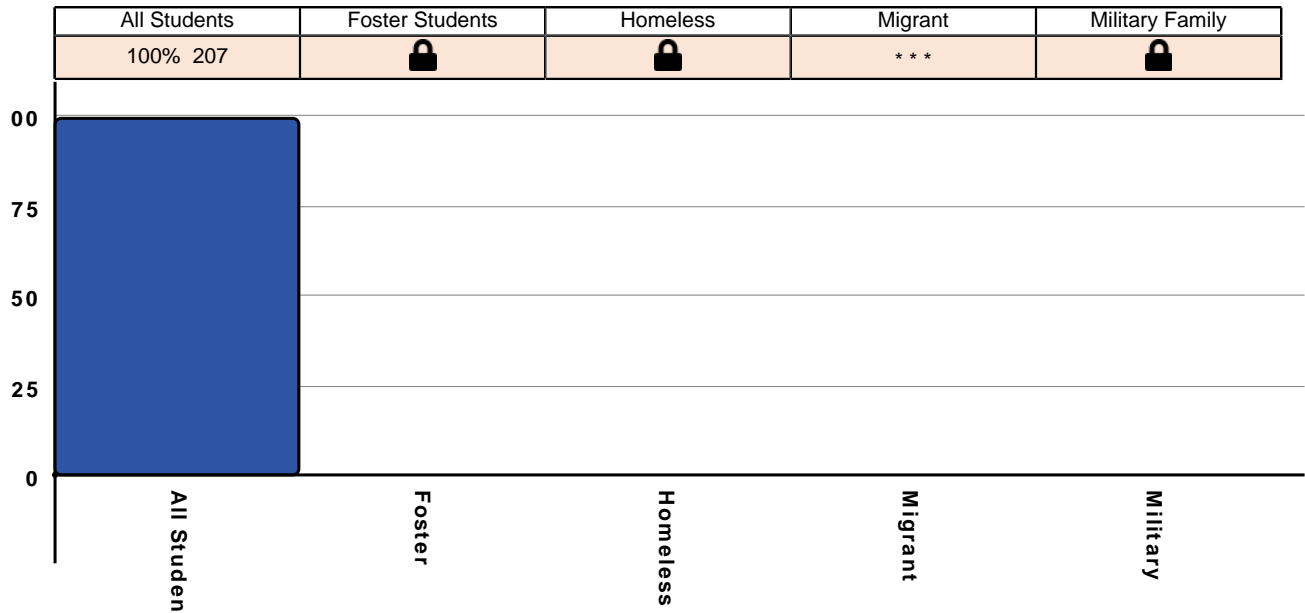 All Students Foster Students Homeless Migrant Military Family
100% 207 * * *
00
75
50
25
0
All Studen
Foster
Homeless
Migrant
Military